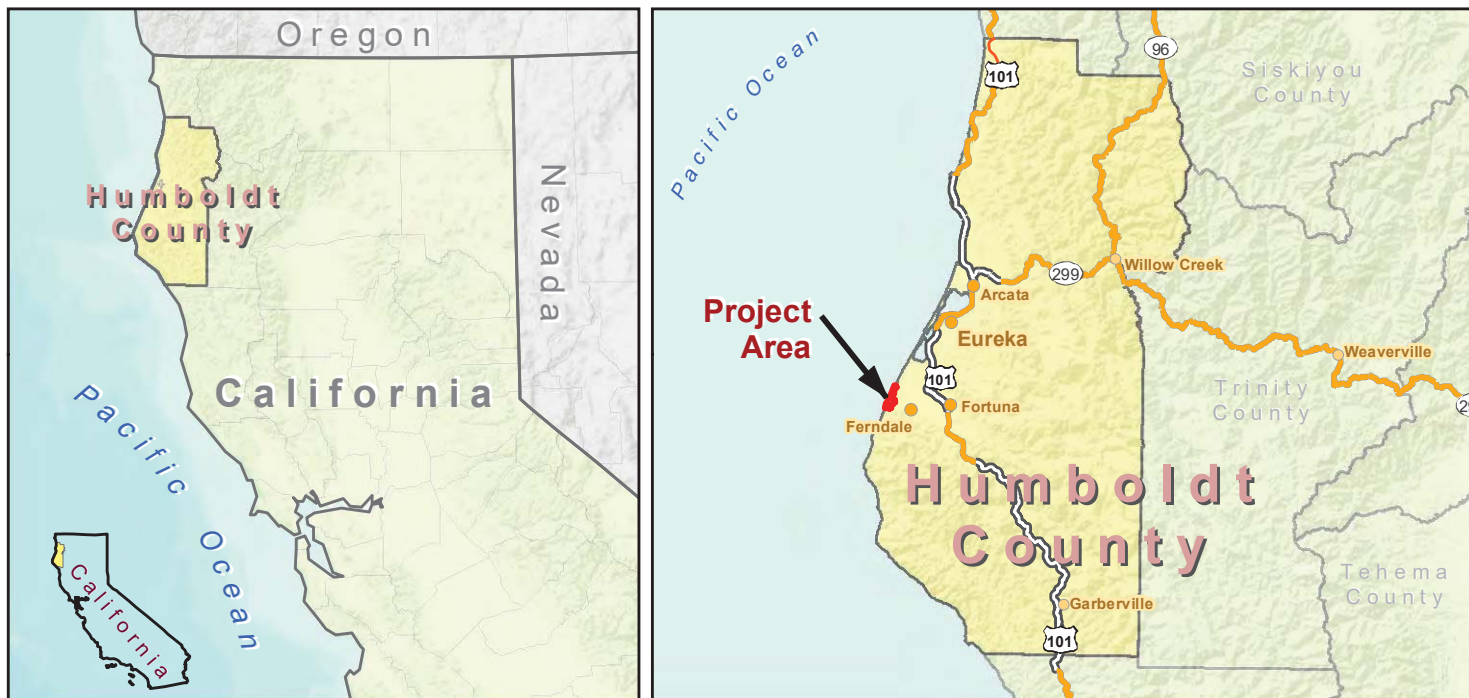 Oregon
Nevada
Humboldt
County
California
Pacific Ocean
California
Pacific Ocean
101
96
Siskiyou
County
299
Willow Creek
Arcata
Project
Area
Eureka
Weaverville
101
Trinity
County
Fortuna
Ferndale
29
Humboldt
County
Tehema
County
Garberville
101